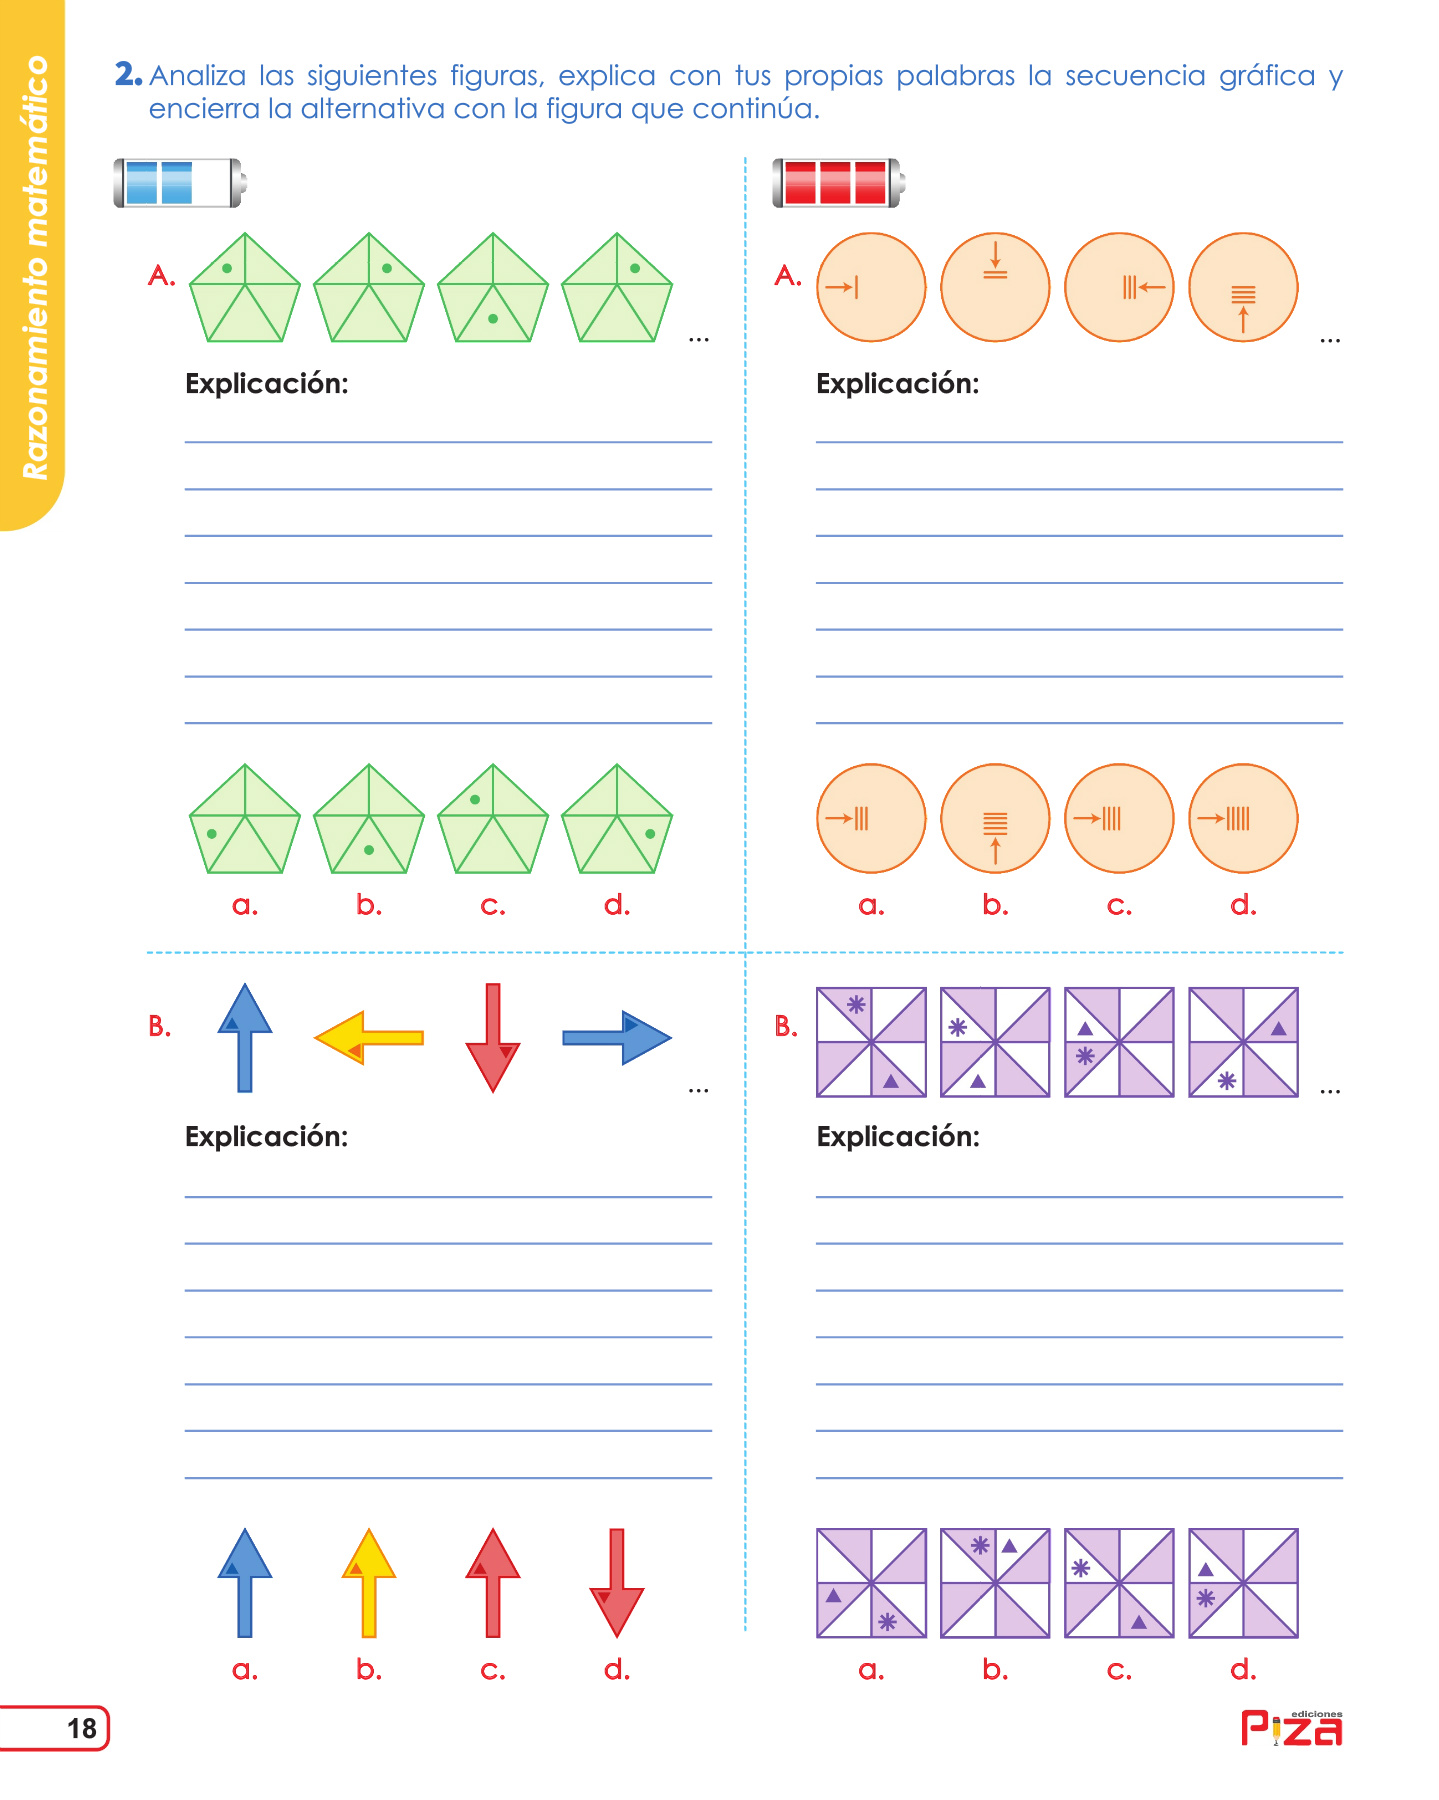 Razonamiento matemático
2. Analiza las siguientes figuras, explica con tus propias palabras la secuencia gráfica y
encierra la alternativa con la figura que continúa.
A.
...
Explicación:
a. b. c. d.
A.
...
Explicación:
a. b. c. d.
B.
...
Explicación:
a. b. c. d.
B.
...
Explicación:
a. b. c. d.
18
ediciones
Piza